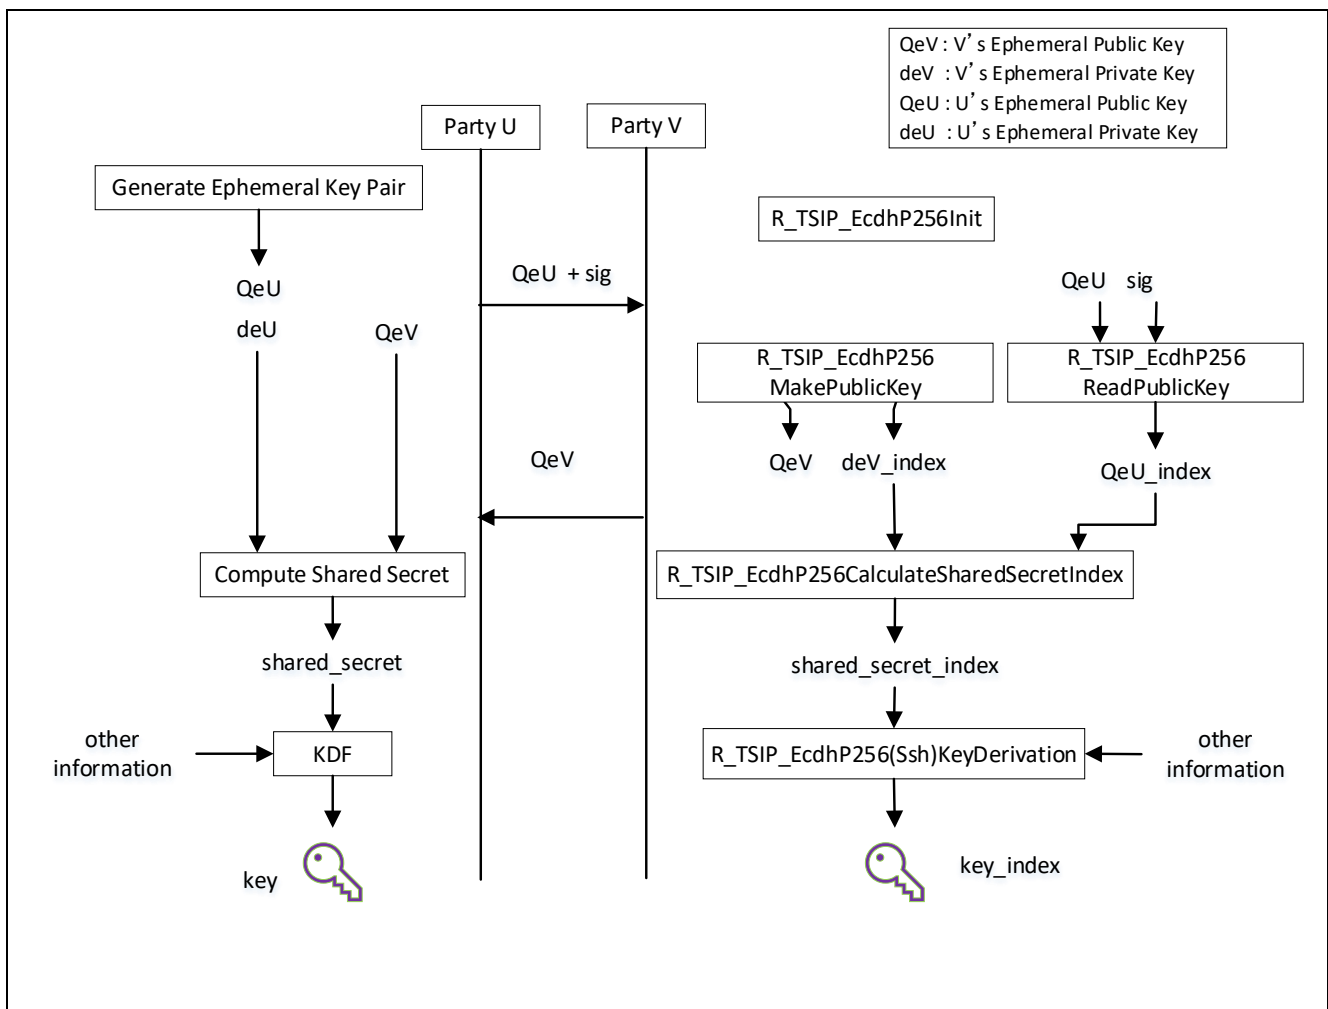 QeV : V's Ephemeral Public Key
deV : V's Ephemeral Private Key
QeU : U's Ephemeral Public Key
deU : U's Ephemeral Private Key
Party U
Party V
Generate Ephemeral Key Pair
R_TSIP_EcdhP256Init
QeU + sig
QeU sig
QeU
deU
QeV
R_TSIP_EcdhP256
MakePublicKey
R_TSIP_EcdhP256
ReadPublicKey
QeV
QeV
deV_index
QeU_index
Compute Shared Secret
R_TSIP_EcdhP256CalculateSharedSecretIndex
shared_secret
shared_secret_index
other
information
KDF
R_TSIP_EcdhP256(Ssh)KeyDerivation
other
information
key
key_index